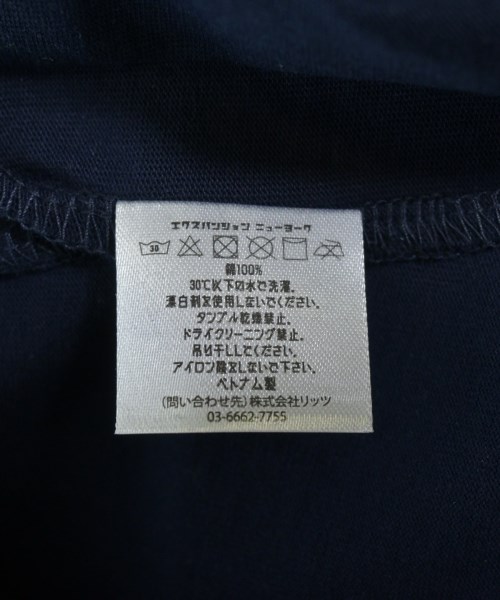 エクスパンション ニューヨーク
30
綿100%
30℃以下の水で洗濯。
漂白剤を使用しないでください。
タンブル乾燥禁止。
ドライクリーニング禁止。
吊り干ししてください。
アイロン掛をしないで下さい。
ベトナム製
(問い合わせ先)株式会社リッツ
03-6662-7755